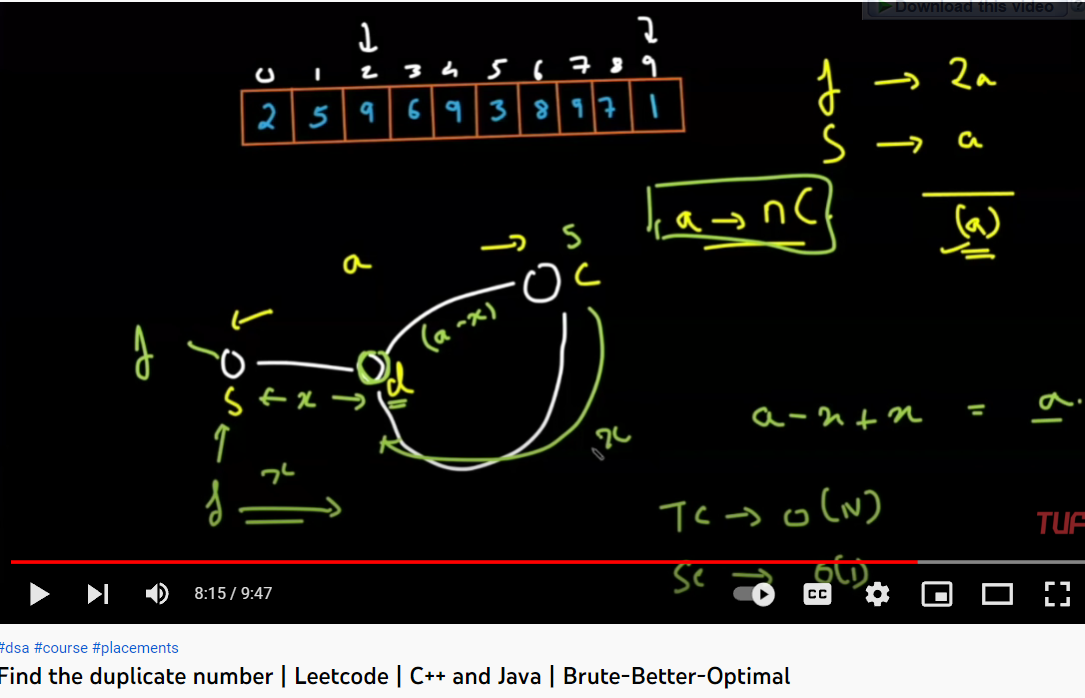 Download this video
0 1 2 3 4 5 6 7 8 9
2 5 9 6 9 3 8 9 7 1
f → 2a
S → a
(a)
a → nC
a
S
C
(a-x)
f
S
← x →
d
x
f
x
a - x + x = a.
TC → O(N)
SC → O(1)
TUF
8:15 / 9:47
CC
#dsa #course #placements
Find the duplicate number | Leetcode | C++ and Java | Brute-Better-Optimal